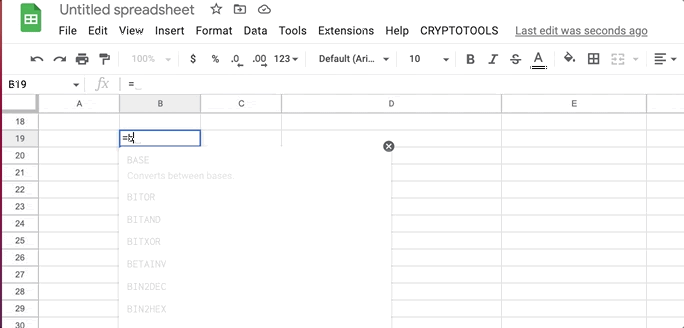 Untitled spreadsheet
File Edit View Insert Format Data Tools Extensions Help CRYPTOTOOLS Last edit was seconds ago
100% $ % .0 .00 123 Default (Ari... 10 B I S A
B19 fx =
A B C D E
18
19 =b
20 BASE
21 Converts between bases
22 BITOR
23
24 BITAND
25 BITXOR
26 BETAINV
27
28 BIN2DEC
29 BIN2HEX
30